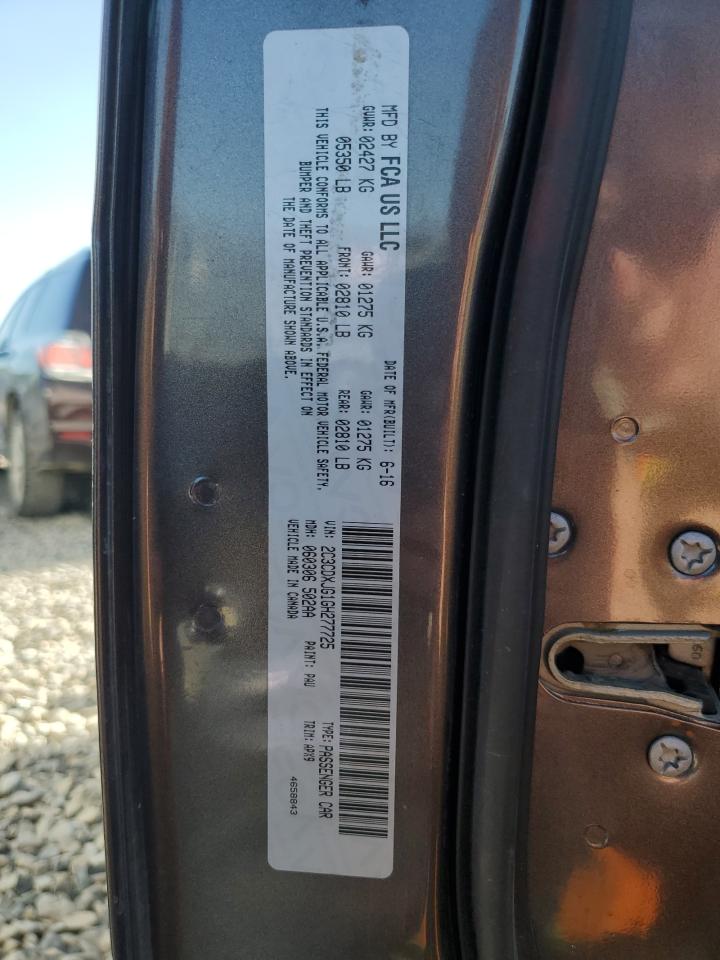 MFD BY FCA US LLC
DATE OF MFR(BUILT): 6-16
GVWR: 02427 KG
GAWR: 01275 KG
GAWR: 01275 KG
05350 LB
FRONT: 02810 LB
REAR: 02810 LB
THIS VEHICLE CONFORMS TO ALL APPLICABLE U.S.A. FEDERAL MOTOR VEHICLE SAFETY,
BUMPER AND THEFT PREVENTION STANDARDS IN EFFECT ON
THE DATE OF MANUFACTURE SHOWN ABOVE.
VIN: 2C3CDXJG1GH277725
TYPE: PASSENGER CAR
MDH: 060306 502AA
PAINT: PAU
TRIM: APX9
VEHICLE MADE IN CANADA
4658843